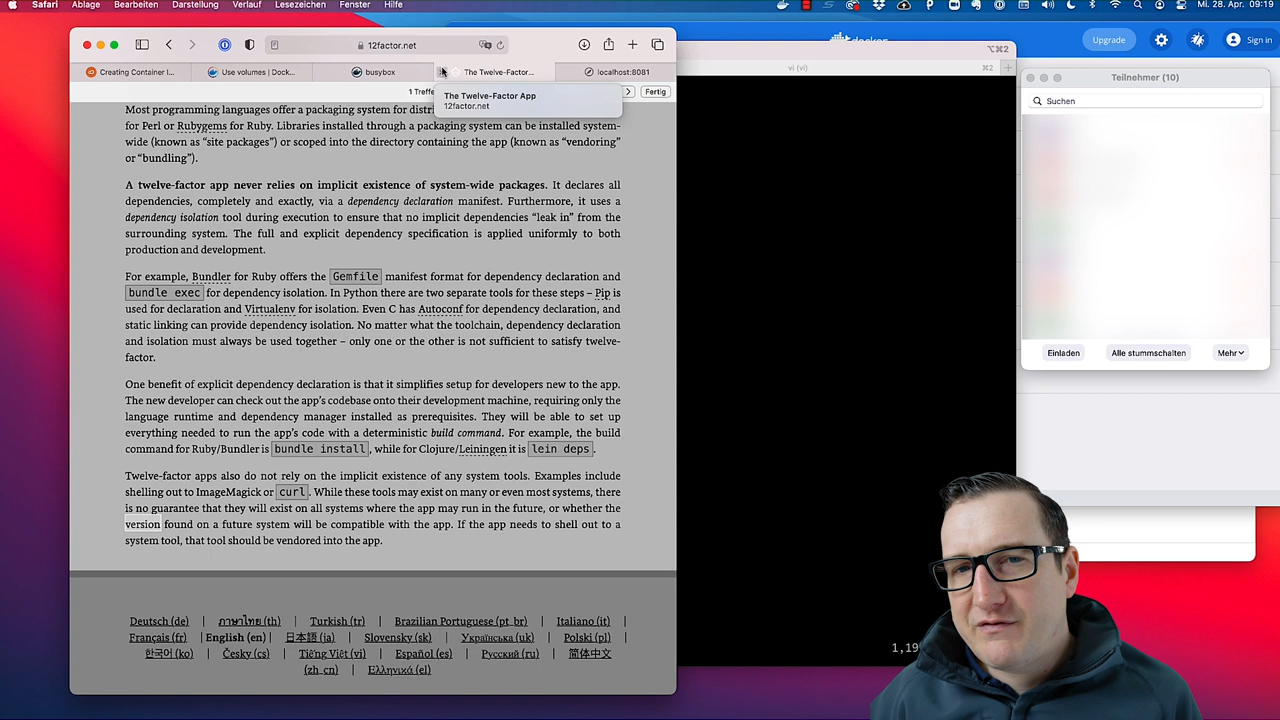 Safari Ablage Bearbeiten Darstellung Verlauf Lesezeichen Fenster Hilfe
Mi. 28. Apr. 09:19
12factor.net
docker
Upgrade
Sign in
⌥⌘2
Creating Container I...
Use volumes | Dock...
busybox
The Twelve-Factor...
localhost:8081
vi (vi)
⌘2
Teilnehmer (10)
1 Treffe
Fertig
The Twelve-Factor App
12factor.net
Suchen
Most programming languages offer a packaging system for distri
for Perl or Rubygems for Ruby. Libraries installed through a packaging system can be installed system-
wide (known as “site packages”) or scoped into the directory containing the app (known as “vendoring”
or “bundling”).
A twelve-factor app never relies on implicit existence of system-wide packages. It declares all
dependencies, completely and exactly, via a dependency declaration manifest. Furthermore, it uses a
dependency isolation tool during execution to ensure that no implicit dependencies “leak in” from the
surrounding system. The full and explicit dependency specification is applied uniformly to both
production and development.
For example, Bundler for Ruby offers the Gemfile manifest format for dependency declaration and
bundle exec for dependency isolation. In Python there are two separate tools for these steps – Pip is
used for declaration and Virtualenv for isolation. Even C has Autoconf for dependency declaration, and
static linking can provide dependency isolation. No matter what the toolchain, dependency declaration
and isolation must always be used together – only one or the other is not sufficient to satisfy twelve-
factor.
One benefit of explicit dependency declaration is that it simplifies setup for developers new to the app.
The new developer can check out the app’s codebase onto their development machine, requiring only the
language runtime and dependency manager installed as prerequisites. They will be able to set up
everything needed to run the app’s code with a deterministic build command. For example, the build
command for Ruby/Bundler is bundle install, while for Clojure/Leiningen it is lein deps.
Twelve-factor apps also do not rely on the implicit existence of any system tools. Examples include
shelling out to ImageMagick or curl. While these tools may exist on many or even most systems, there
is no guarantee that they will exist on all systems where the app may run in the future, or whether the
version found on a future system will be compatible with the app. If the app needs to shell out to a
system tool, that tool should be vendored into the app.
Deutsch (de) | ภาษาไทย (th) | Turkish (tr) | Brazilian Portuguese (pt_br) | Italiano (it)
Français (fr) | English (en) | 日本語 (ja) | Slovensky (sk) | Українська (uk) | Polski (pl)
한국어 (ko) | Česky (cs) | Tiếng Việt (vi) | Español (es) | Русский (ru) | 简体中文
(zh_cn) | Ελληνικά (el)
Einladen
Alle stummschalten
Mehr
1,19